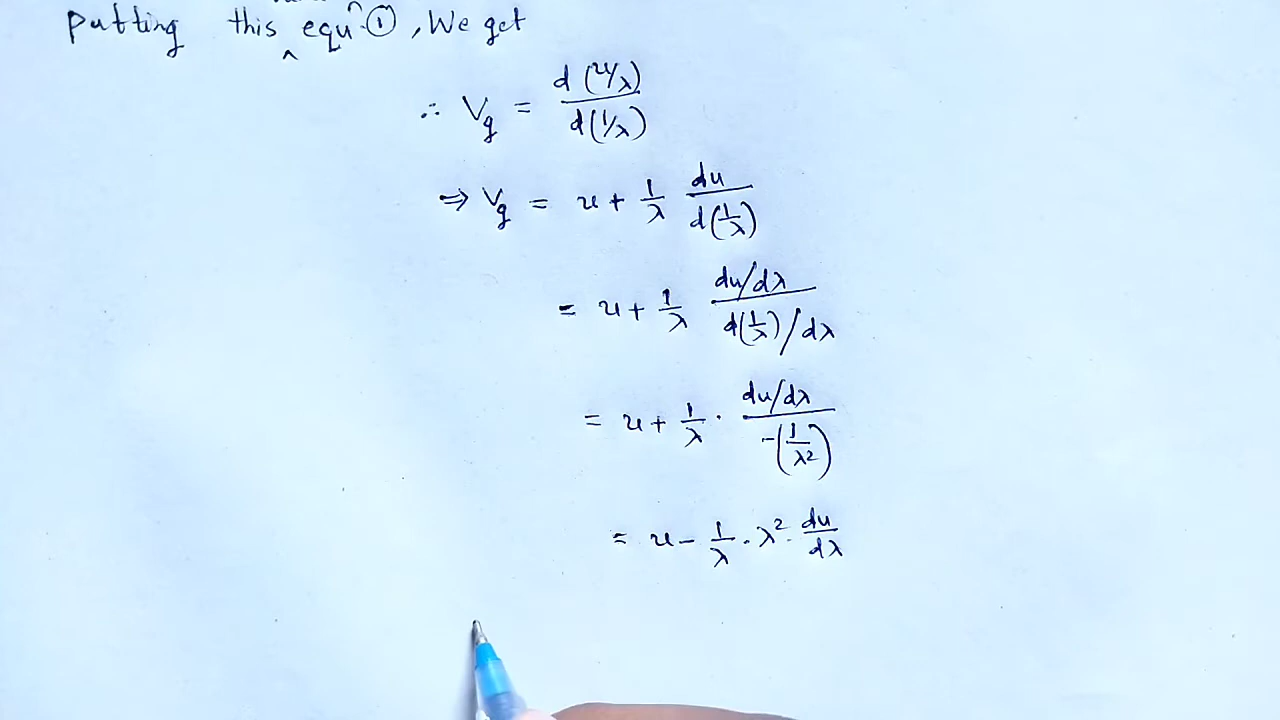 putting this ^ equⁿ ①, We get
∴ Vg = d(u/λ) / d(1/λ)
⇒ Vg = u + 1/λ du/d(1/λ)
= u + 1/λ (du/dλ) / (d(1/λ)/dλ)
= u + 1/λ · (du/dλ) / -(1/λ²)
= u - 1/λ · λ² · du/dλ